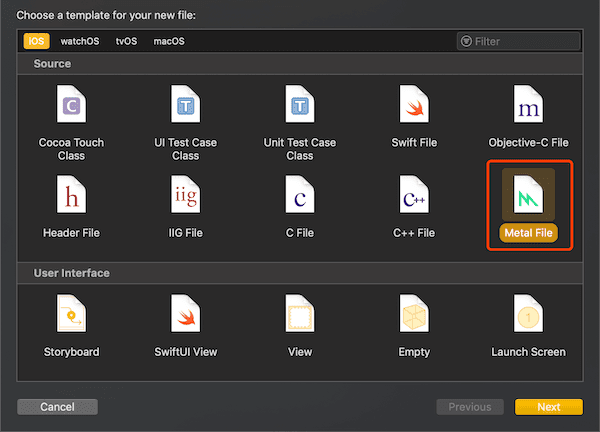 Choose a template for your new file:
iOS watchOS tvOS macOS Filter
Source
C T T m
Cocoa Touch Class
UI Test Case Class
Unit Test Case Class
Swift File
Objective-C File
h iig c c++
Header File
IIG File
C File
C++ File
Metal File
User Interface
1
Storyboard
SwiftUI View
View
Empty
Launch Screen
Cancel Previous Next